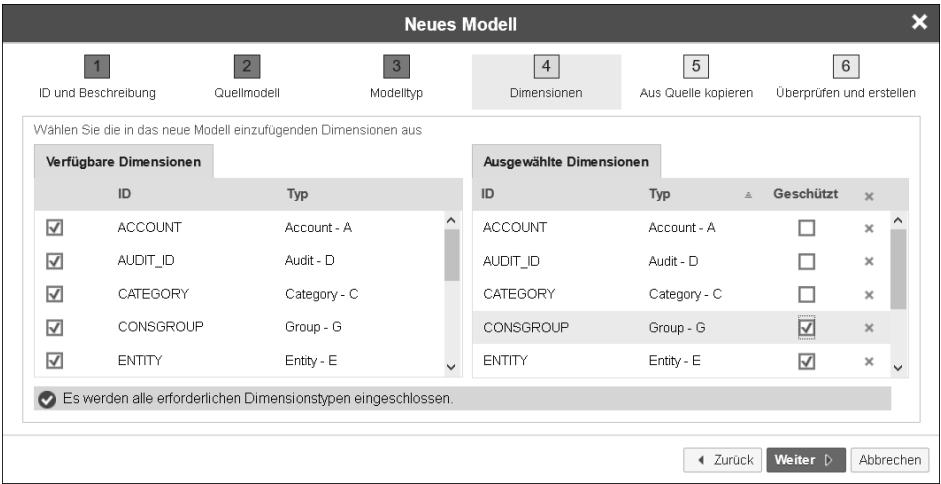 Neues Modell
1 2 3 4 5 6
ID und Beschreibung Quellmodell Modelltyp Dimensionen Aus Quelle kopieren Überprüfen und erstellen
Wählen Sie die in das neue Modell einzufügenden Dimensionen aus
Verfügbare Dimensionen Ausgewählte Dimensionen
ID Typ ID Typ Geschützt
ACCOUNT Account - A ACCOUNT Account - A
AUDIT_ID Audit - D AUDIT_ID Audit - D
CATEGORY Category - C CATEGORY Category - C
CONSGROUP Group - G CONSGROUP Group - G
ENTITY Entity - E ENTITY Entity - E
Es werden alle erforderlichen Dimensionstypen eingeschlossen.
Zurück Weiter Abbrechen